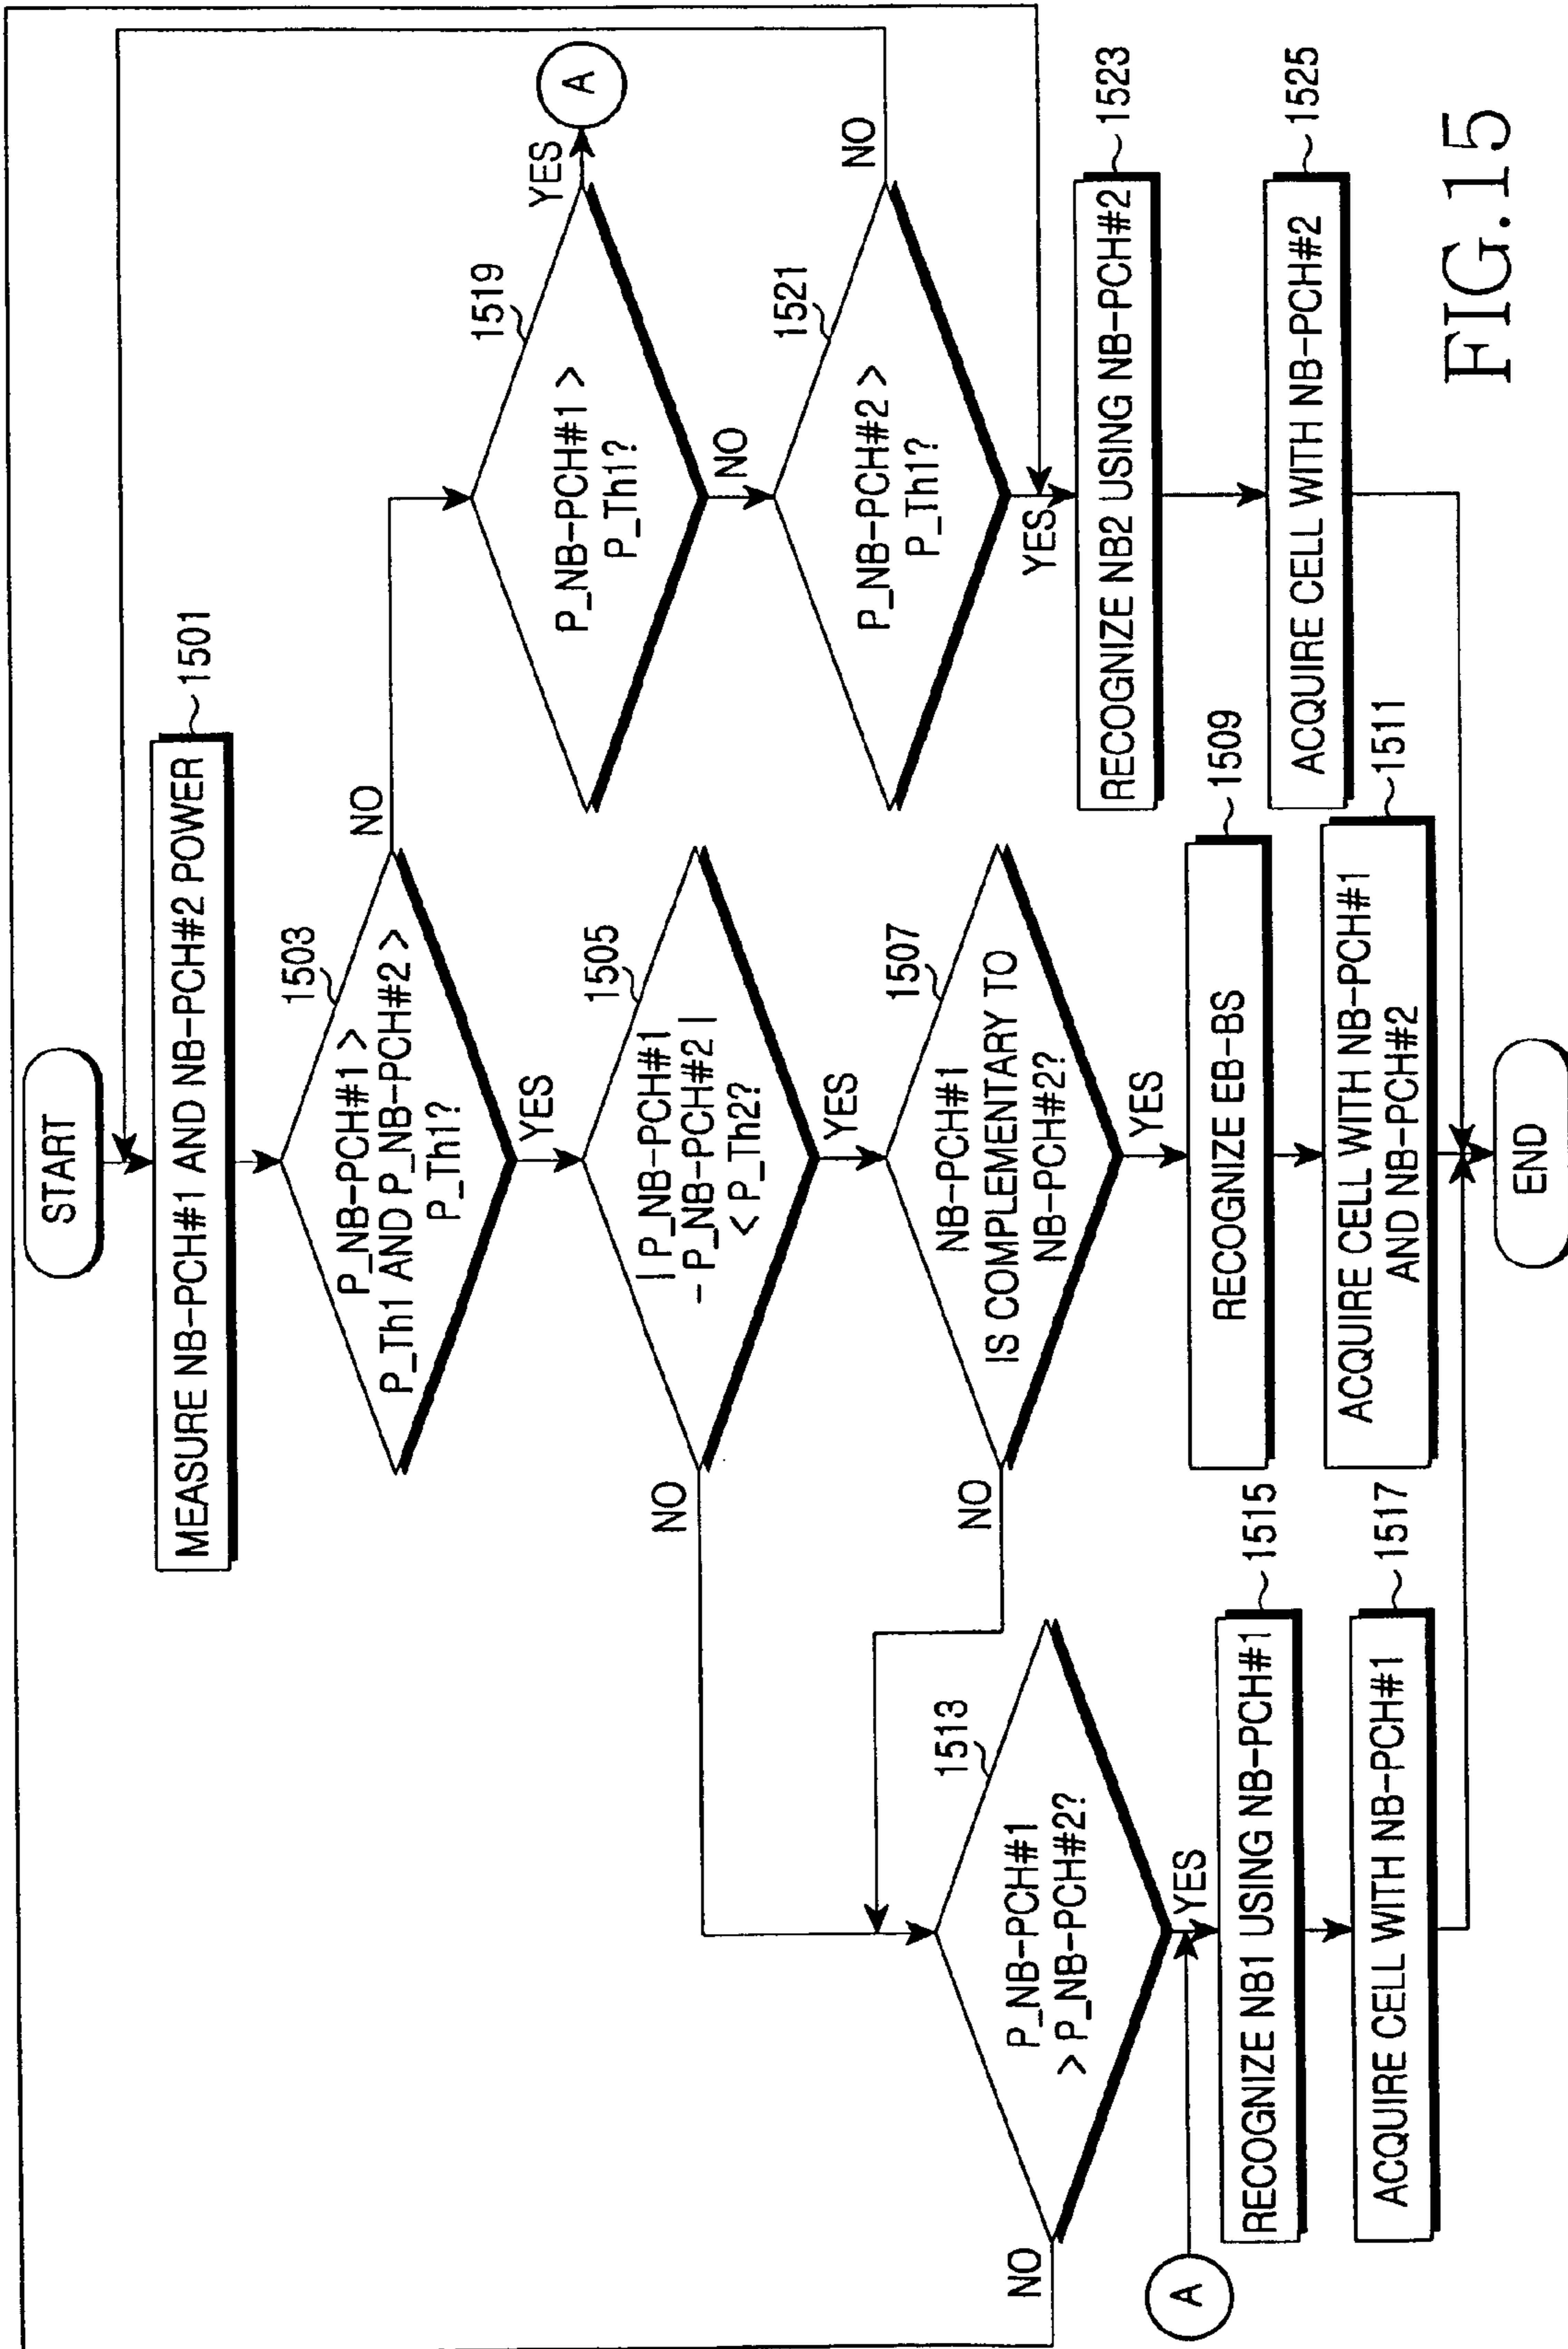 START
MEASURE NB-PCH#1 AND NB-PCH#2 POWER
1501
P_NB-PCH#1 >
P_Th1 AND P_NB-PCH#2 >
P_Th1?
1503
NO
YES
| P_NB-PCH#1
- P_NB-PCH#2 |
< P_Th2?
1505
NO
YES
NB-PCH#1
IS COMPLEMENTARY TO
NB-PCH#2?
1507
NO
YES
RECOGNIZE EB-BS
1509
ACQUIRE CELL WITH NB-PCH#1
AND NB-PCH#2
1511
P_NB-PCH#1
> P_NB-PCH#2?
1513
NO
YES
A
RECOGNIZE NB1 USING NB-PCH#1
1515
ACQUIRE CELL WITH NB-PCH#1
1517
P_NB-PCH#1 >
P_Th1?
1519
YES
A
NO
P_NB-PCH#2 >
P_Th1?
1521
NO
YES
RECOGNIZE NB2 USING NB-PCH#2
1523
ACQUIRE CELL WITH NB-PCH#2
1525
END
FIG.15